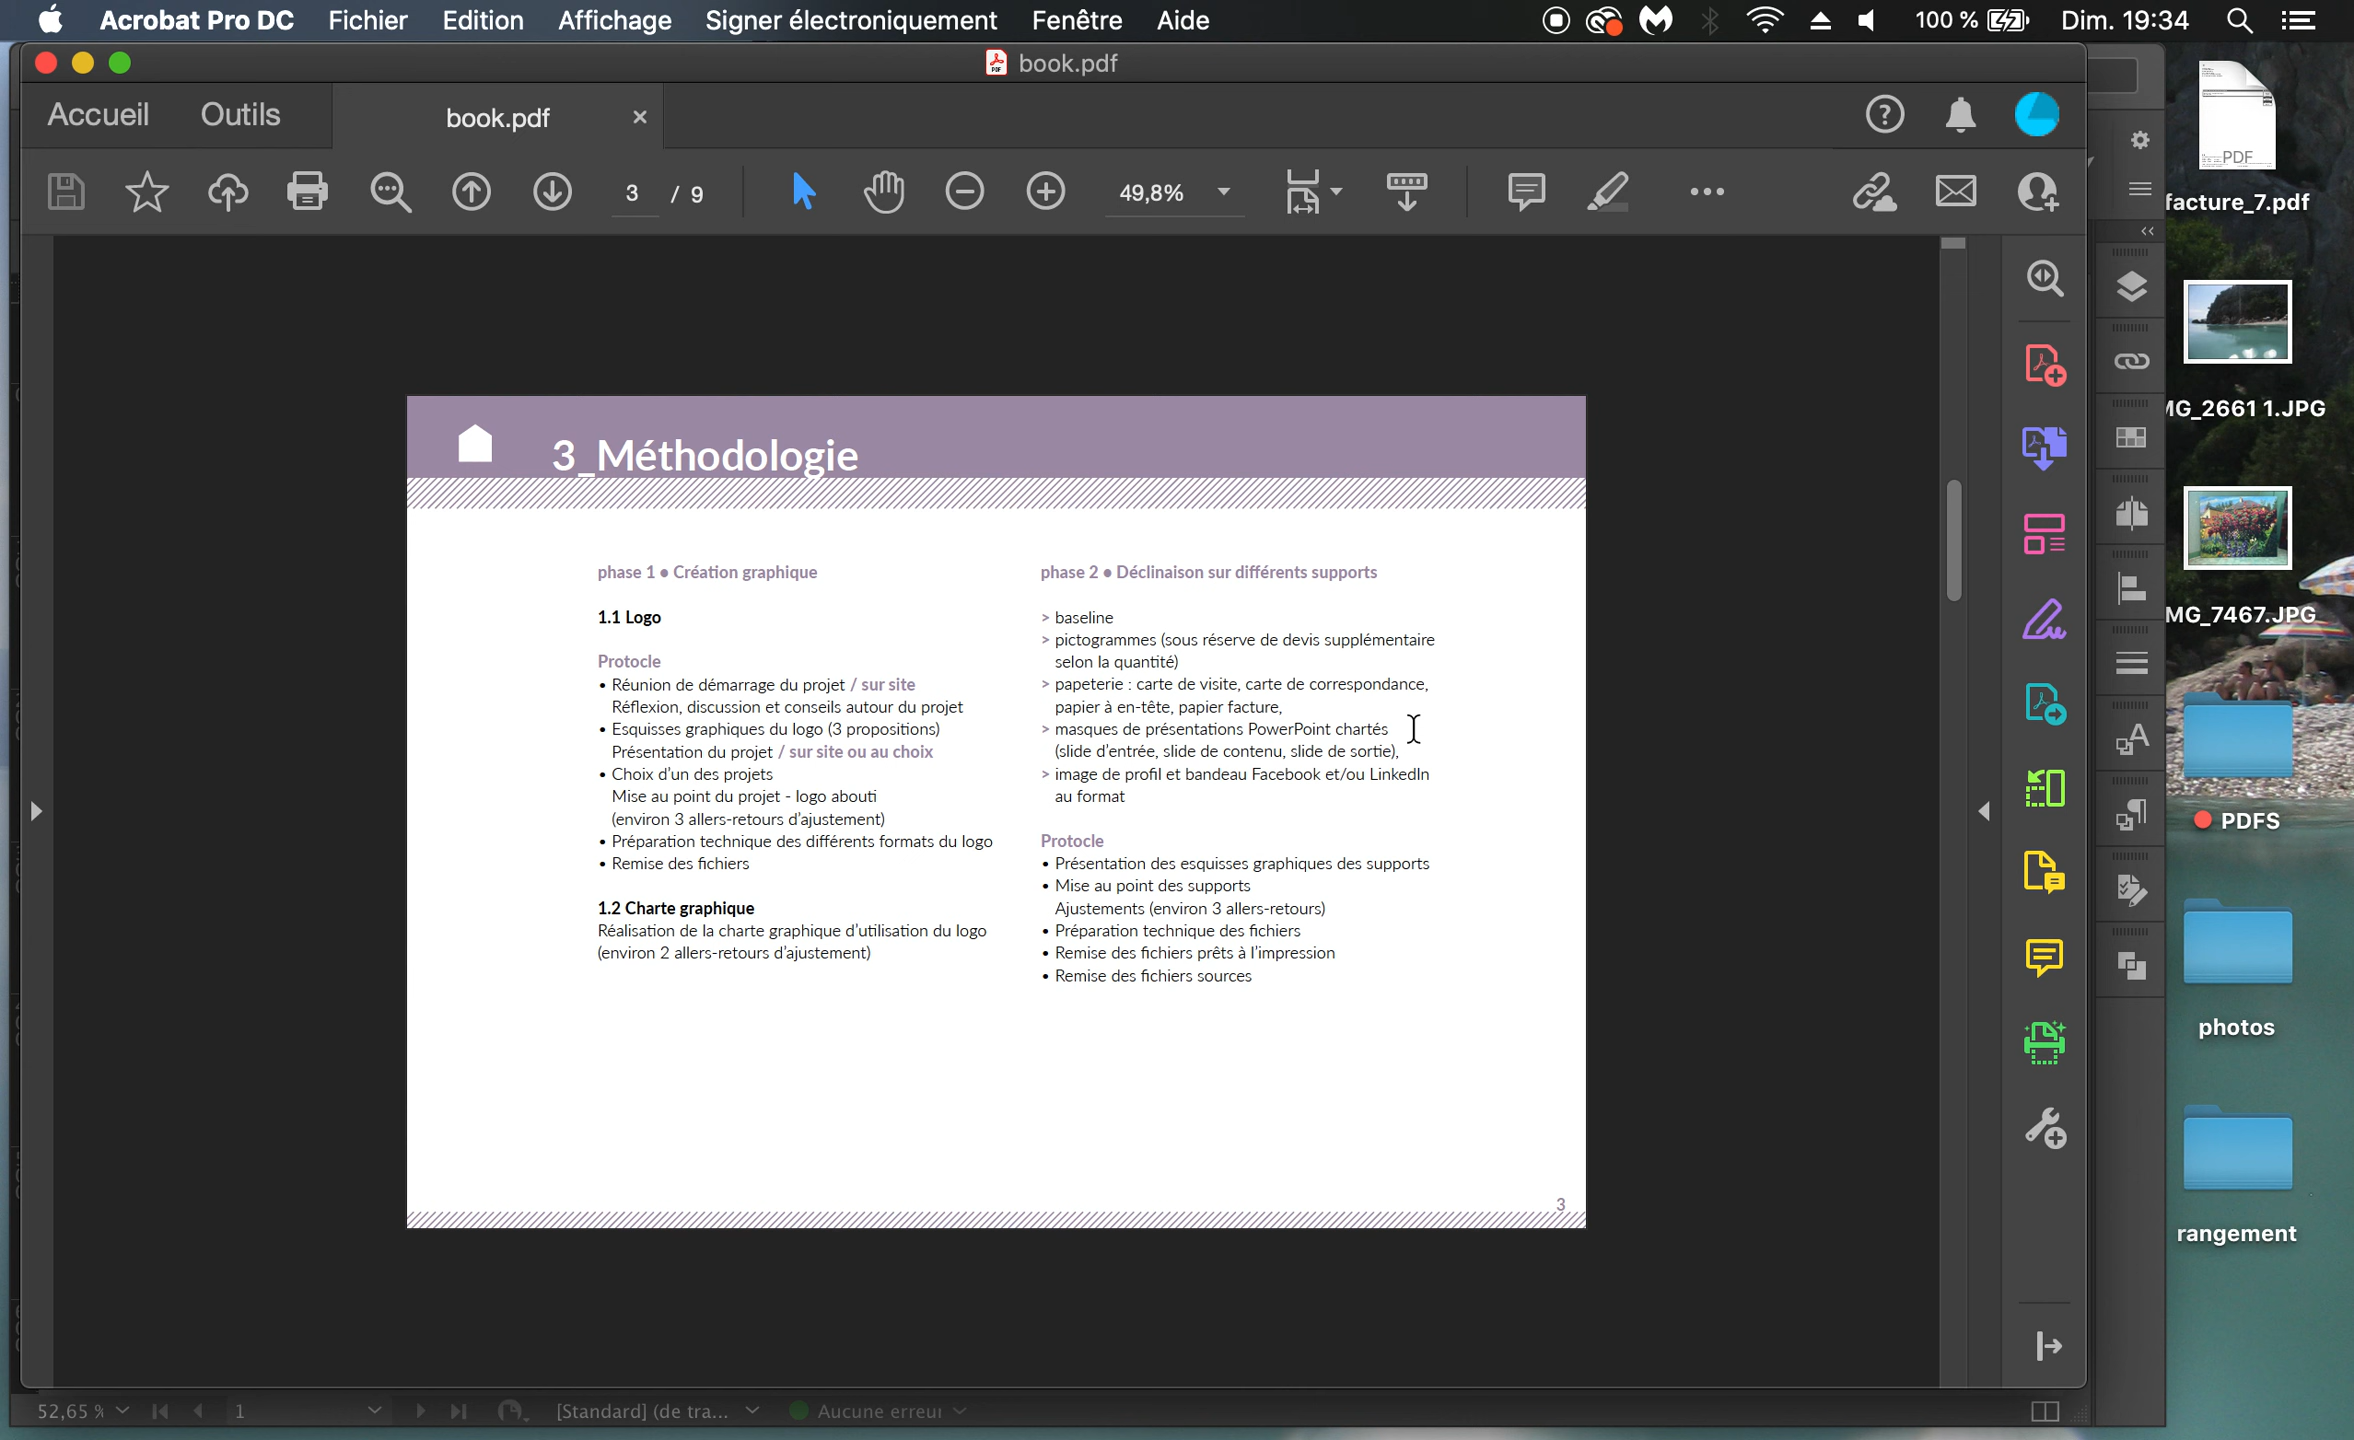 Acrobat Pro DC Fichier Edition Affichage Signer électroniquement Fenêtre Aide 100 % Dim. 19:34
book.pdf
Accueil Outils book.pdf
3 / 9 49,8%
3_Méthodologie
phase 1 • Création graphique
1.1 Logo
Protocle
• Réunion de démarrage du projet / sur site
Réflexion, discussion et conseils autour du projet
• Esquisses graphiques du logo (3 propositions)
Présentation du projet / sur site ou au choix
• Choix d'un des projets
Mise au point du projet - logo abouti
(environ 3 allers-retours d'ajustement)
• Préparation technique des différents formats du logo
• Remise des fichiers
1.2 Charte graphique
Réalisation de la charte graphique d'utilisation du logo
(environ 2 allers-retours d'ajustement)
phase 2 • Déclinaison sur différents supports
> baseline
> pictogrammes (sous réserve de devis supplémentaire
selon la quantité)
> papeterie : carte de visite, carte de correspondance,
papier à en-tête, papier facture,
> masques de présentations PowerPoint chartés
(slide d'entrée, slide de contenu, slide de sortie),
> image de profil et bandeau Facebook et/ou LinkedIn
au format
Protocle
• Présentation des esquisses graphiques des supports
• Mise au point des supports
Ajustements (environ 3 allers-retours)
• Préparation technique des fichiers
• Remise des fichiers prêts à l'impression
• Remise des fichiers sources
3
PDF
facture_7.pdf
MG_2661 1.JPG
MG_7467.JPG
PDFS
photos
rangement
52,65 % 1 [Standard] (de tra... Aucune erreur